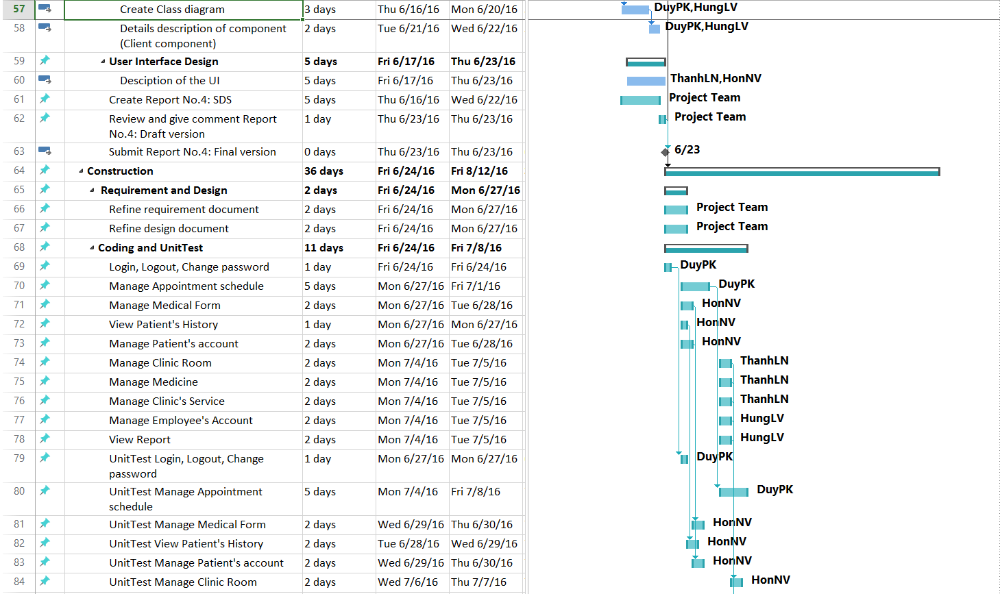 57 Create Class diagram 3 days Thu 6/16/16 Mon 6/20/16 DuyPK,HungLV
58 Details description of component 2 days Tue 6/21/16 Wed 6/22/16 DuyPK,HungLV
(Client component)
59 User Interface Design 5 days Fri 6/17/16 Thu 6/23/16
60 Desciption of the UI 5 days Fri 6/17/16 Thu 6/23/16 ThanhLN,HonNV
61 Create Report No.4: SDS 5 days Thu 6/16/16 Wed 6/22/16 Project Team
62 Review and give comment Report 1 day Thu 6/23/16 Thu 6/23/16 Project Team
No.4: Draft version
63 Submit Report No.4: Final version 0 days Thu 6/23/16 Thu 6/23/16 6/23
64 Construction 36 days Fri 6/24/16 Fri 8/12/16
65 Requirement and Design 2 days Fri 6/24/16 Mon 6/27/16
66 Refine requirement document 2 days Fri 6/24/16 Mon 6/27/16 Project Team
67 Refine design document 2 days Fri 6/24/16 Mon 6/27/16 Project Team
68 Coding and UnitTest 11 days Fri 6/24/16 Fri 7/8/16
69 Login, Logout, Change password 1 day Fri 6/24/16 Fri 6/24/16 DuyPK
70 Manage Appointment schedule 5 days Mon 6/27/16 Fri 7/1/16 DuyPK
71 Manage Medical Form 2 days Mon 6/27/16 Tue 6/28/16 HonNV
72 View Patient's History 1 day Mon 6/27/16 Mon 6/27/16 HonNV
73 Manage Patient's account 2 days Mon 6/27/16 Tue 6/28/16 HonNV
74 Manage Clinic Room 2 days Mon 7/4/16 Tue 7/5/16 ThanhLN
75 Manage Medicine 2 days Mon 7/4/16 Tue 7/5/16 ThanhLN
76 Manage Clinic's Service 2 days Mon 7/4/16 Tue 7/5/16 ThanhLN
77 Manage Employee's Account 2 days Mon 7/4/16 Tue 7/5/16 HungLV
78 View Report 2 days Mon 7/4/16 Tue 7/5/16 HungLV
79 UnitTest Login, Logout, Change 1 day Mon 6/27/16 Mon 6/27/16 DuyPK
password
80 UnitTest Manage Appointment 5 days Mon 7/4/16 Fri 7/8/16 DuyPK
schedule
81 UnitTest Manage Medical Form 2 days Wed 6/29/16 Thu 6/30/16 HonNV
82 UnitTest View Patient's History 2 days Tue 6/28/16 Wed 6/29/16 HonNV
83 UnitTest Manage Patient's account 2 days Wed 6/29/16 Thu 6/30/16 HonNV
84 UnitTest Manage Clinic Room 2 days Wed 7/6/16 Thu 7/7/16 HonNV